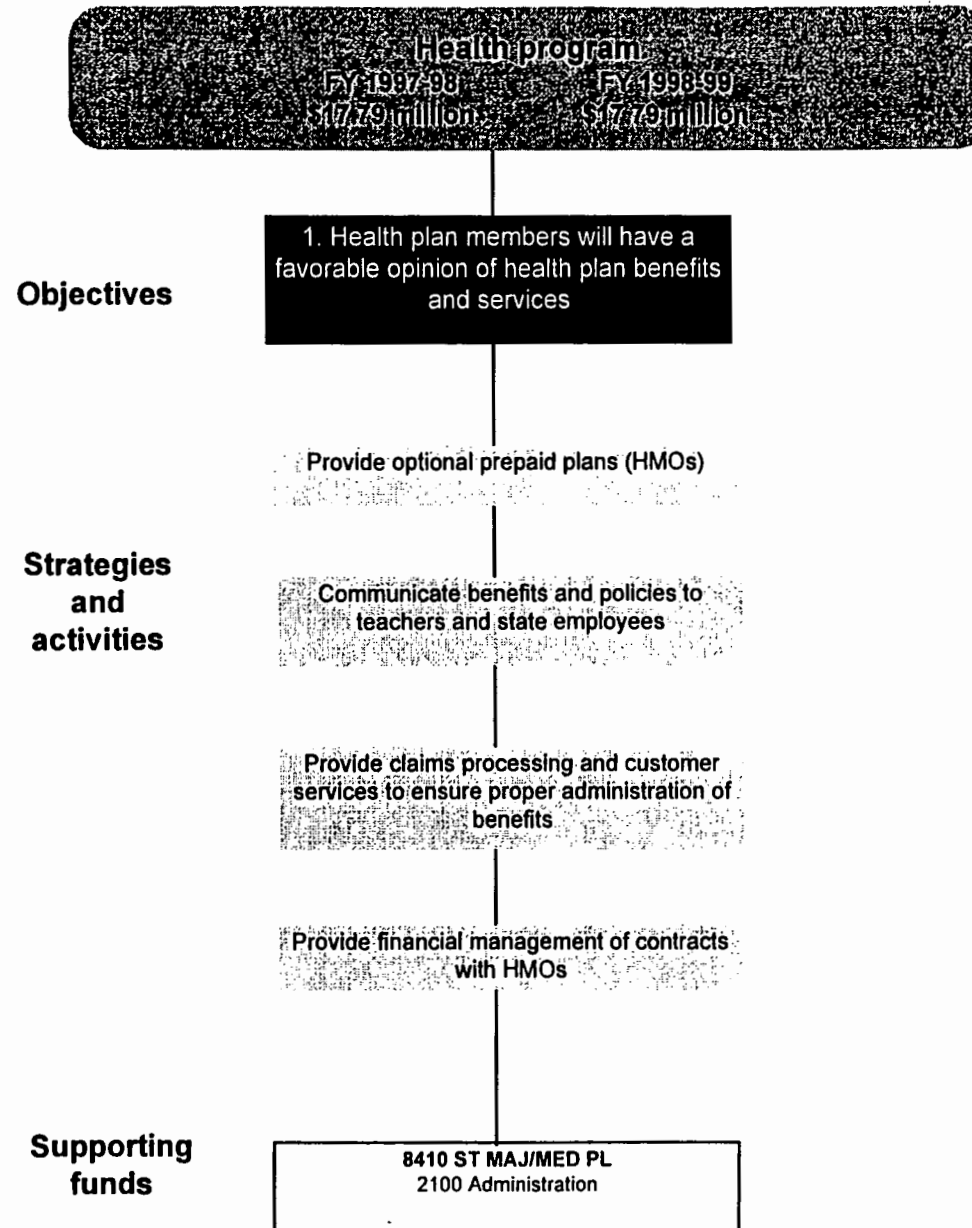 Health program
FY 1997-98 FY 1998-99
$17.79 million $17.79 million
Objectives
1. Health plan members will have a
favorable opinion of health plan benefits
and services
Strategies
and
activities
Provide optional prepaid plans (HMOs)
Communicate benefits and policies to
teachers and state employees
Provide claims processing and customer
services to ensure proper administration of
benefits
Provide financial management of contracts
with HMOs
Supporting
funds
8410 ST MAJ/MED PL
2100 Administration